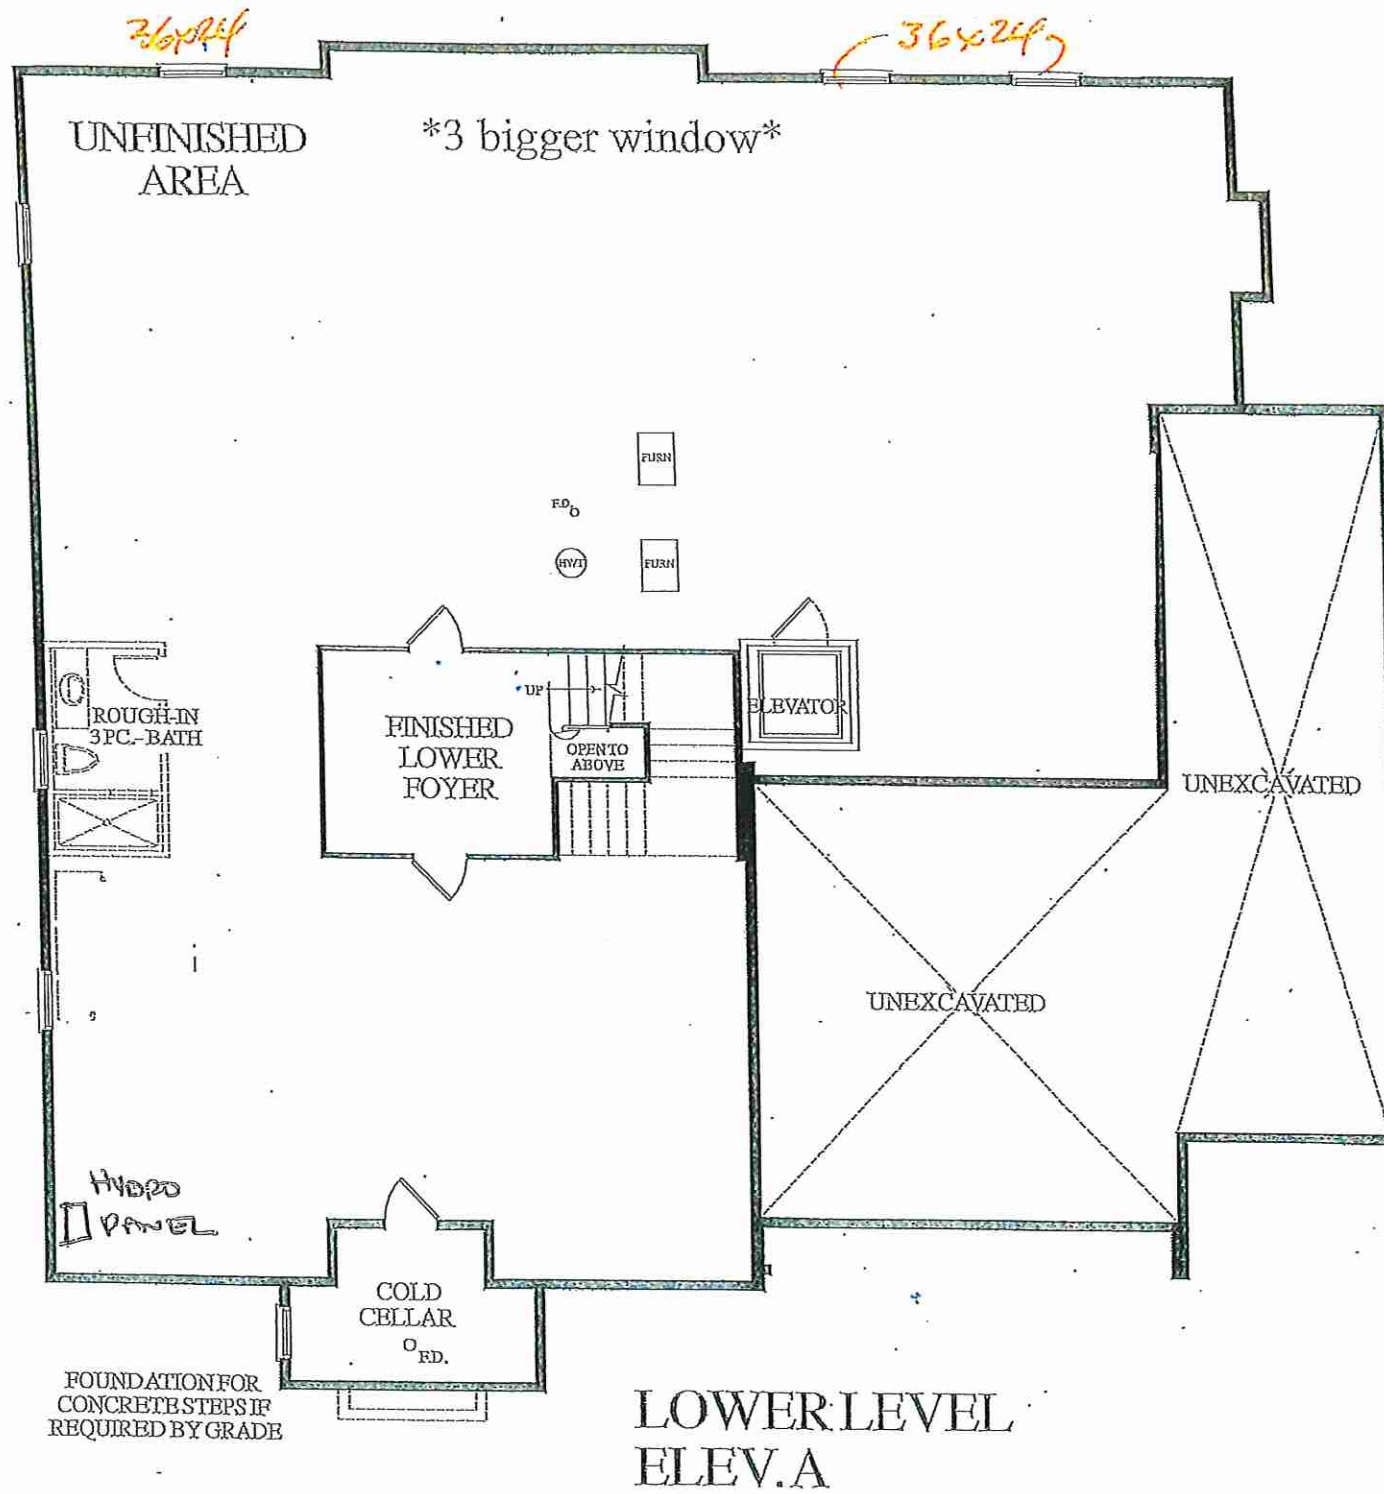 36x24
36x24
UNFINISHED
AREA
*3 bigger window*
FURN
F.D.
HWT
FURN
UP
ELEVATOR
ROUGH-IN
3PC.-BATH
FINISHED
LOWER
FOYER
OPEN TO
ABOVE
UNEXCAVATED
UNEXCAVATED
HYDRO
PANEL
COLD
CELLAR
F.D.
FOUNDATION FOR
CONCRETE STEPS IF
REQUIRED BY GRADE
LOWER LEVEL
ELEV. A